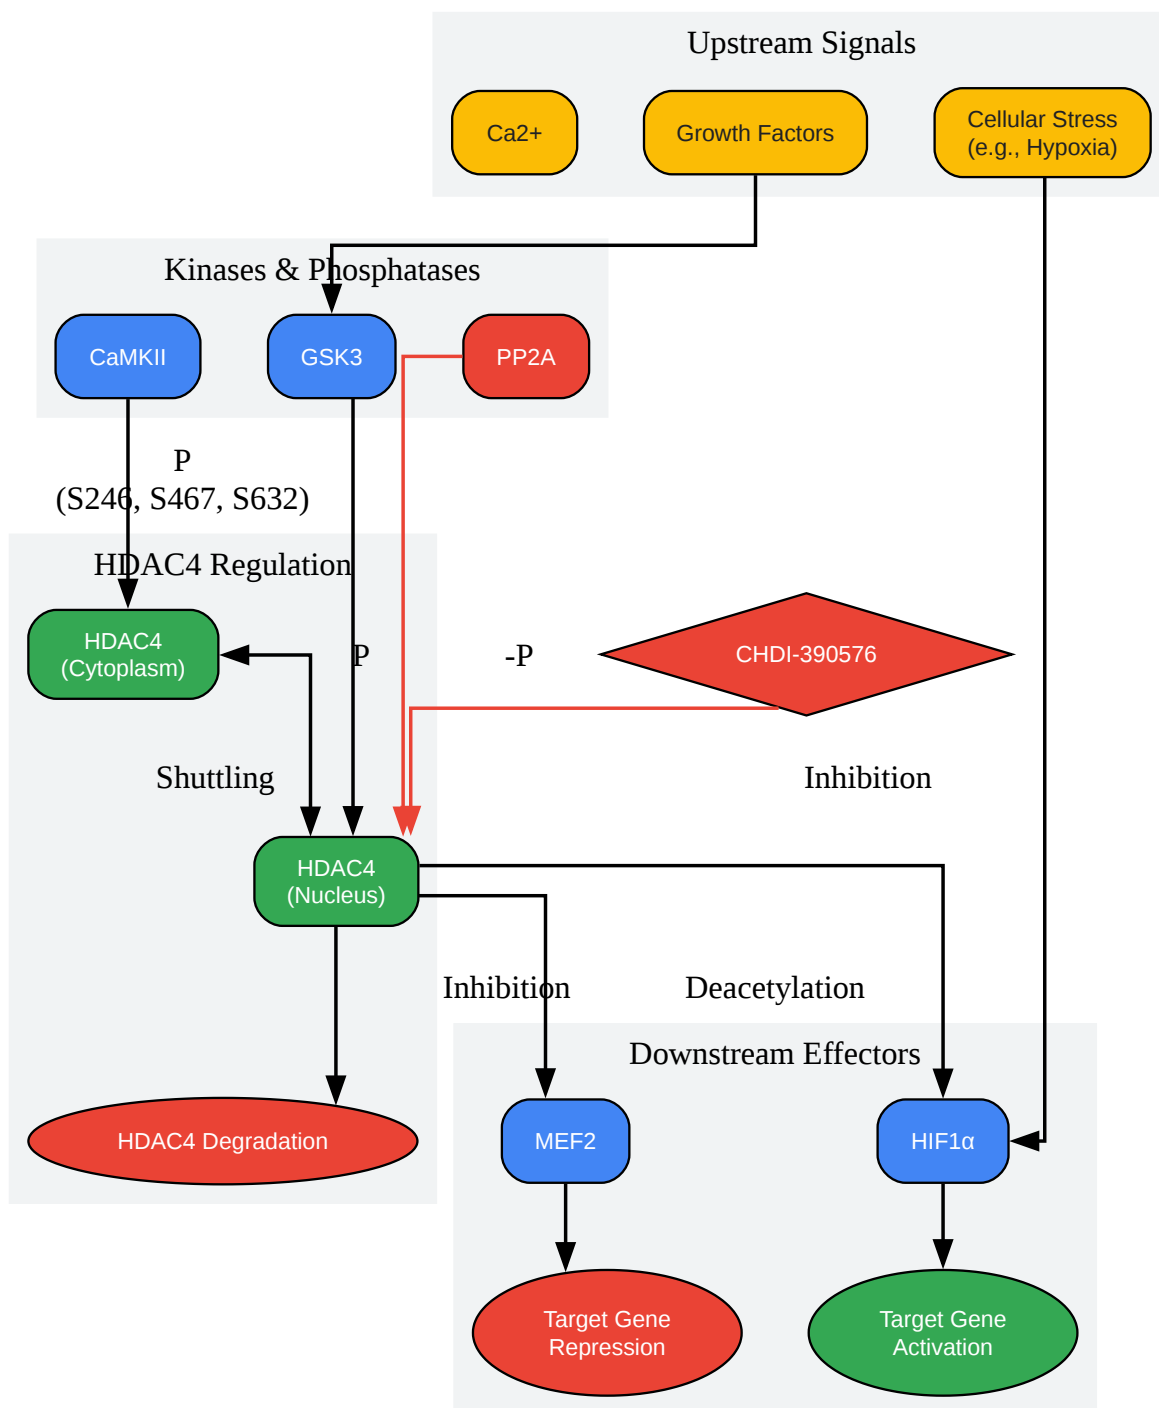 Upstream Signals
Ca2+
Growth Factors
Cellular Stress
(e.g., Hypoxia)
Kinases & Phosphatases
CaMKII
GSK3
PP2A
P
(S246, S467, S632)
HDAC4 Regulation
HDAC4
(Cytoplasm)
P
-P
CHDI-390576
Shuttling
Inhibition
HDAC4
(Nucleus)
Inhibition
Deacetylation
Downstream Effectors
HDAC4 Degradation
MEF2
HIF1α
Target Gene
Repression
Target Gene
Activation